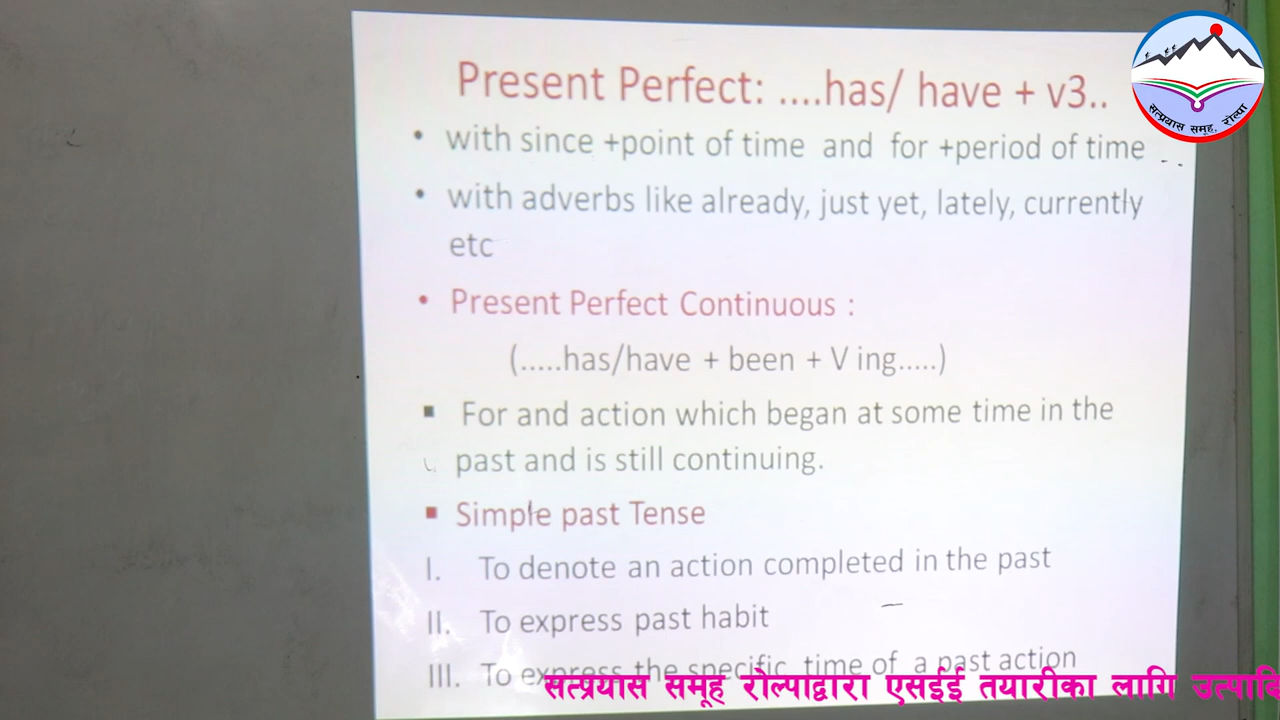 Present Perfect: ....has/ have + v3..
• with since +point of time and for +period of time
• with adverbs like already, just yet, lately, currently
etc
• Present Perfect Continuous :
(.....has/have + been + V ing.....)
▪ For and action which began at some time in the
past and is still continuing.
▪ Simple past Tense
I. To denote an action completed in the past
II. To express past habit
III. To express the specific time of a past action
सत्प्रयास समूह, रोल्पा
सत्प्रयास समूह रोल्पाद्वारा एसईई तयारीका लागि उत्पादि